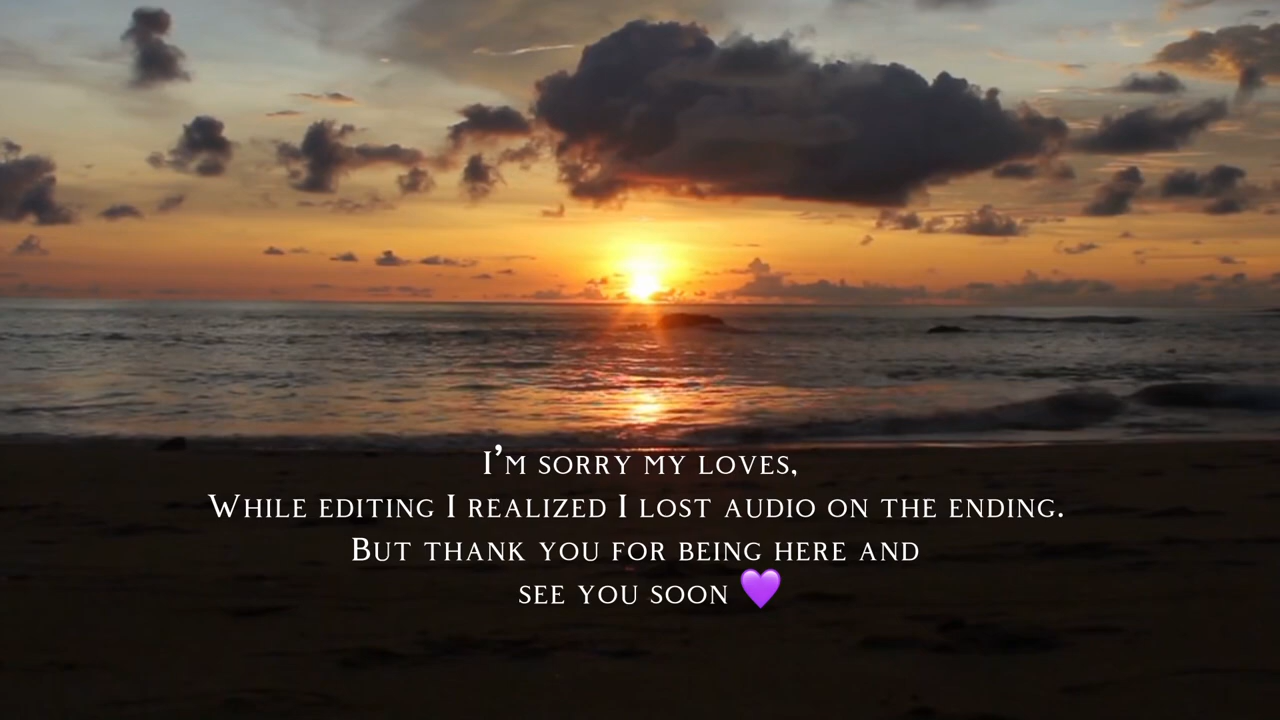 I'm sorry my loves,
While editing I realized I lost audio on the ending.
But thank you for being here and
see you soon 💜